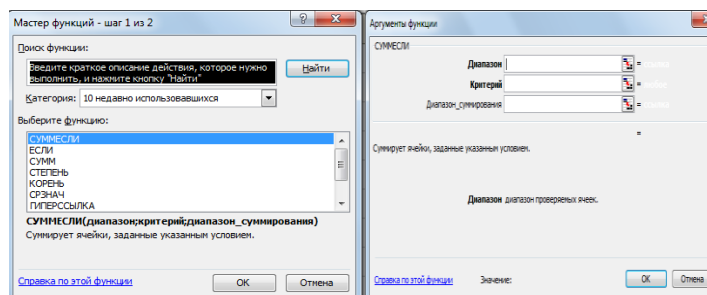 Мастер функций - шаг 1 из 2
Поиск функции:
Введите краткое описание действия, которое нужно
выполнить, и нажмите кнопку "Найти"
Найти
Категория: 10 недавно использовавшихся
Выберите функцию:
СУММЕСЛИ
ЕСЛИ
СУММ
СТЕПЕНЬ
КОРЕНЬ
СРЗНАЧ
ГИПЕРССЫЛКА
СУММЕСЛИ(диапазон;критерий;диапазон_суммирования)
Суммирует ячейки, заданные указанным условием.
Справка по этой функции
ОК
Отмена
Аргументы функции
СУММЕСЛИ
Диапазон =
Критерий =
Диапазон_суммирования =
=
Суммирует ячейки, заданные указанным условием.
Диапазон диапазон проверяемых ячеек.
Справка по этой функции
Значение:
ОК
Отмена